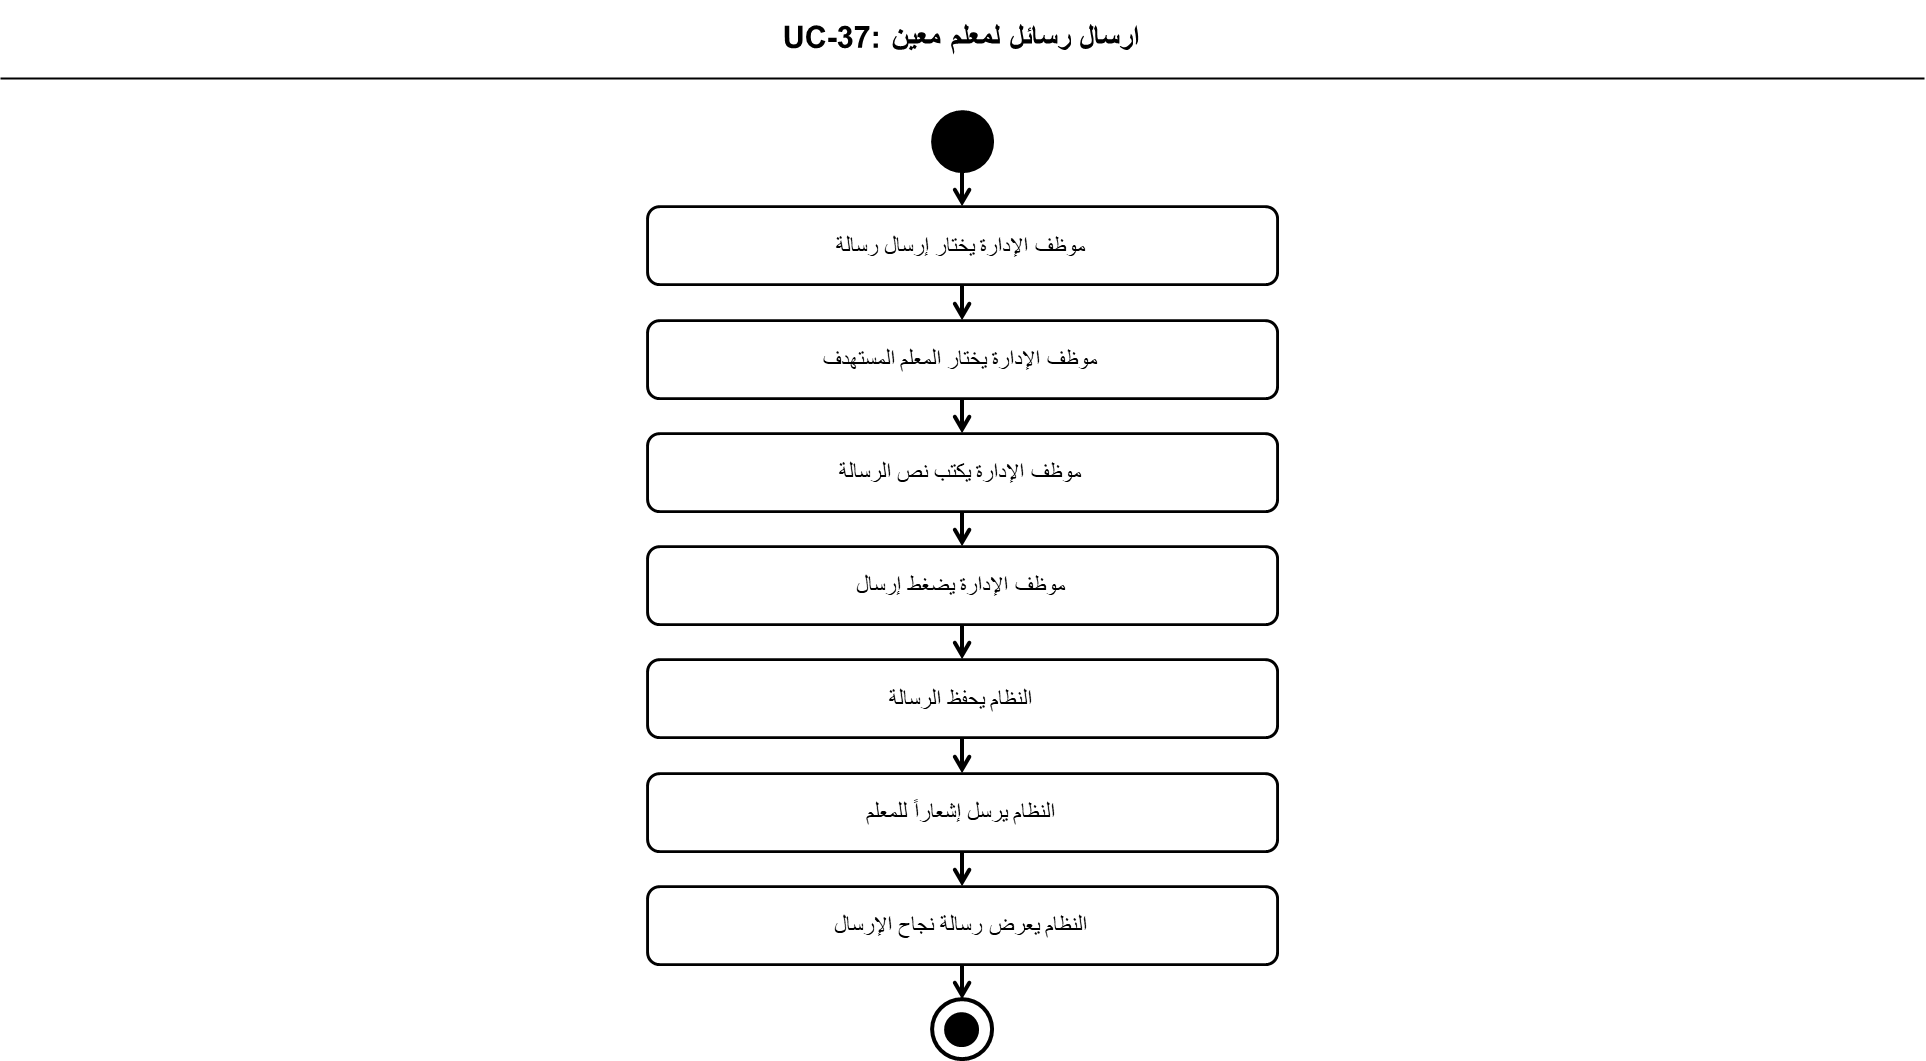 UC-37: ارسال رسائل لمعلم معين
موظف الإدارة يختار إرسال رسالة
موظف الإدارة يختار المعلم المستهدف
موظف الإدارة يكتب نص الرسالة
موظف الإدارة يضغط إرسال
النظام يحفظ الرسالة
النظام يرسل إشعاراً للمعلم
النظام يعرض رسالة نجاح الإرسال